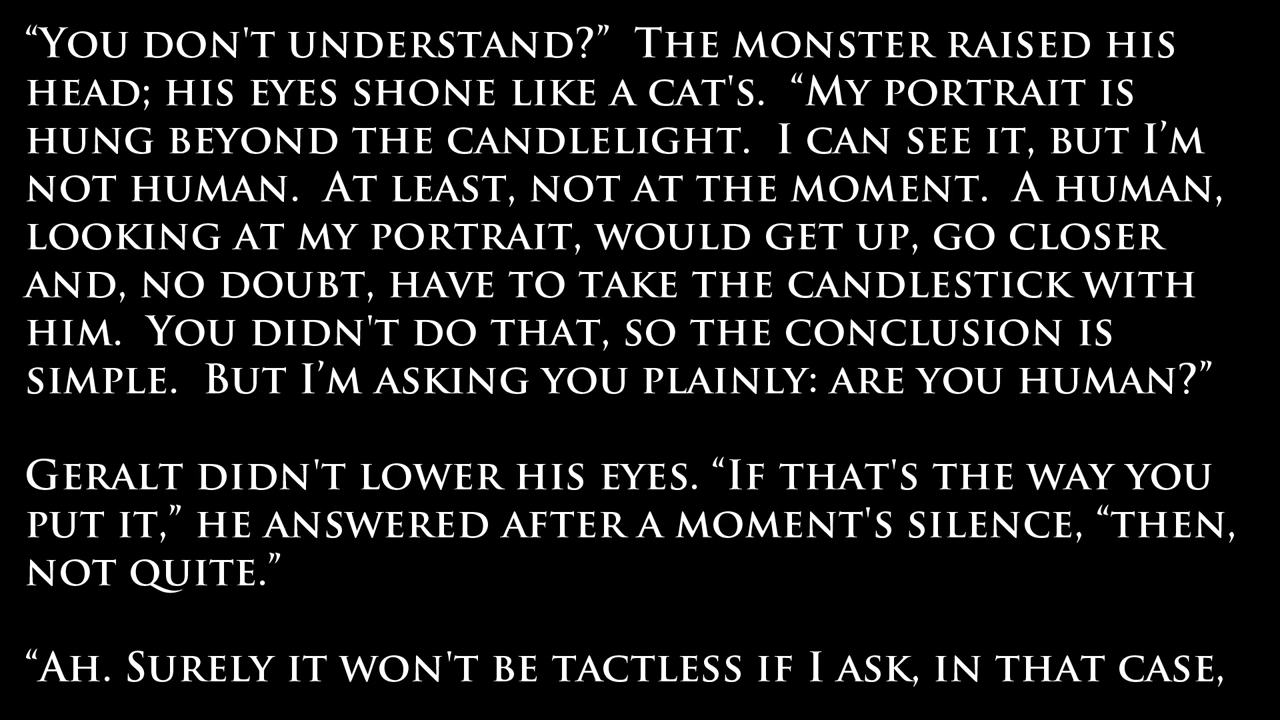 “You don't understand?”  The monster raised his
head; his eyes shone like a cat's.  “My portrait is
hung beyond the candlelight.  I can see it, but I’m
not human.  At least, not at the moment.  A human,
looking at my portrait, would get up, go closer
and, no doubt, have to take the candlestick with
him.  You didn't do that, so the conclusion is
simple.  But I’m asking you plainly: are you human?”
Geralt didn't lower his eyes. “If that's the way you
put it,” he answered after a moment's silence, “then,
not quite.”
“Ah. Surely it won't be tactless if I ask, in that case,